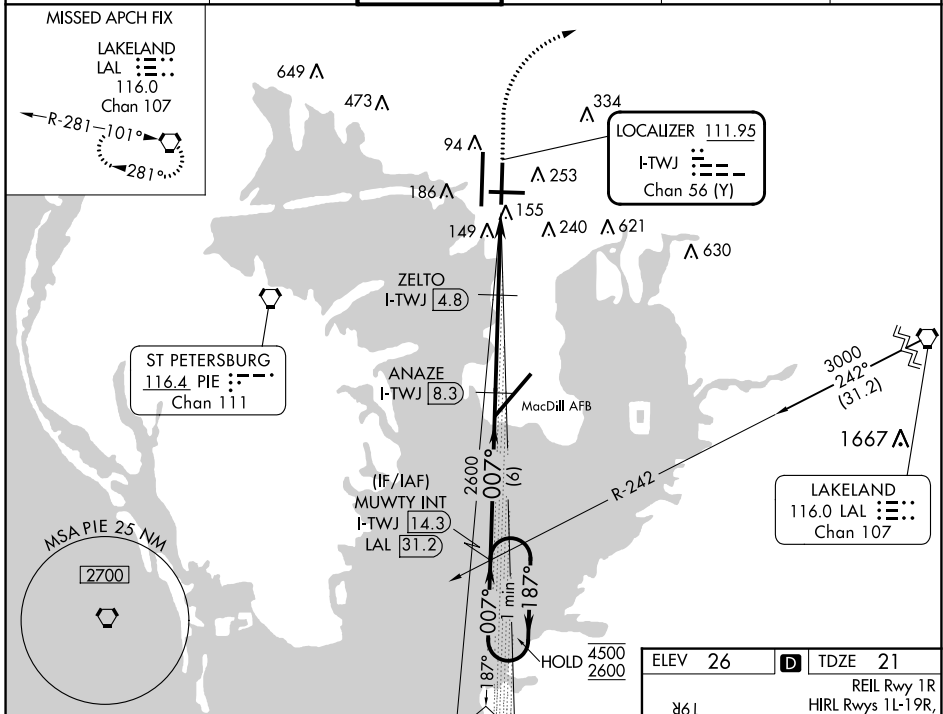 MISSED APCH FIX
LAKELAND
LAL
116.0
Chan 107
R-281
101°
281°
649
473
94
186
149
334
253
155
240
621
630
LOCALIZER 111.95
I-TWJ
Chan 56 (Y)
ZELTO
I-TWJ 4.8
ST PETERSBURG
116.4 PIE
Chan 111
ANAZE
I-TWJ 8.3
MacDill AFB
3000
242°
(31.2)
1667
R-242
2600
007°
(6)
(IF/IAF)
MUWTY INT
I-TWJ 14.3
LAL 31.2
LAKELAND
116.0 LAL
Chan 107
MSA PIE 25 NM
2700
007°
1 min
187°
187°
HOLD 4500
2600
ELEV 26 D TDZE 21
REIL Rwy 1R
HIRL Rwys 1L-19R,
19R